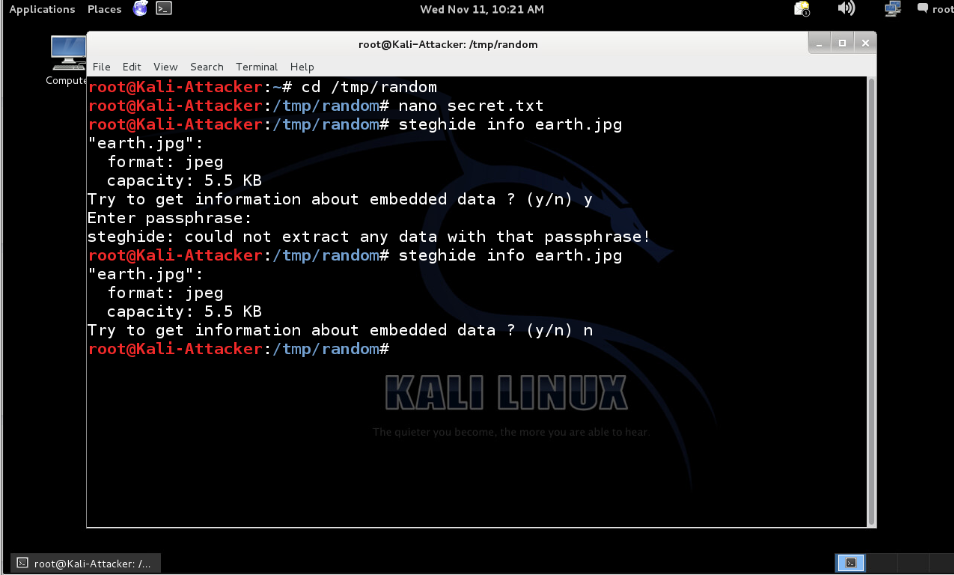 Applications Places Wed Nov 11, 10:21 AM root
root@Kali-Attacker: /tmp/random
File Edit View Search Terminal Help
Compute
root@Kali-Attacker:~# cd /tmp/random
root@Kali-Attacker:/tmp/random# nano secret.txt
root@Kali-Attacker:/tmp/random# steghide info earth.jpg
"earth.jpg":
  format: jpeg
  capacity: 5.5 KB
Try to get information about embedded data ? (y/n) y
Enter passphrase:
steghide: could not extract any data with that passphrase!
root@Kali-Attacker:/tmp/random# steghide info earth.jpg
"earth.jpg":
  format: jpeg
  capacity: 5.5 KB
Try to get information about embedded data ? (y/n) n
root@Kali-Attacker:/tmp/random#
KALI LINUX
The quieter you become, the more you are able to hear.
root@Kali-Attacker: /...